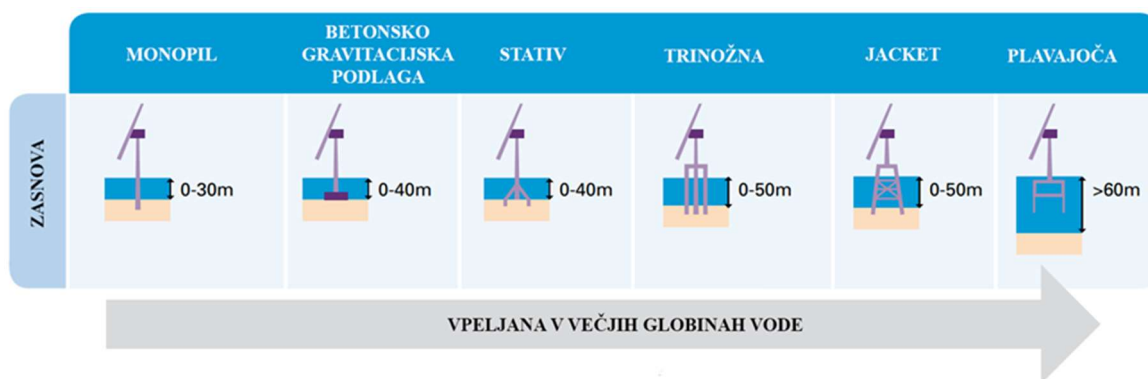 MONOPIL
BETONSKO
GRAVITACIJSKA
PODLAGA
STATIV
TRINOŽNA
JACKET
PLAVAJOČA
ZASNOVA
0-30m
0-40m
0-40m
0-50m
0-50m
>60m
VPELJANA V VEČJIH GLOBINAH VODE